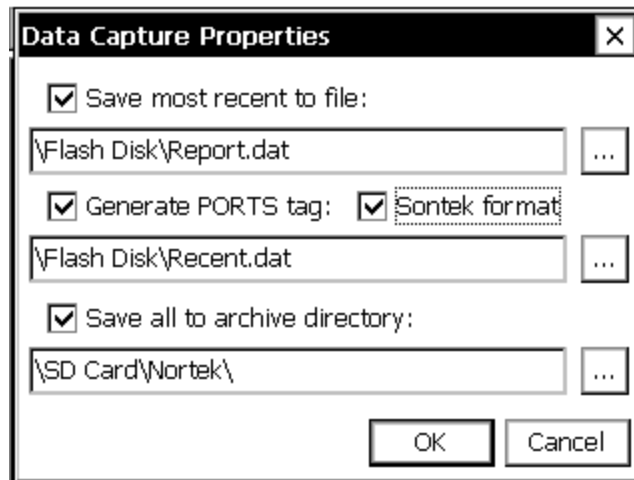 Data Capture Properties
Save most recent to file:
\Flash Disk\Report.dat
...
Generate PORTS tag: Sontek format
\Flash Disk\Recent.dat
...
Save all to archive directory:
\SD Card\Nortek\
...
OK Cancel